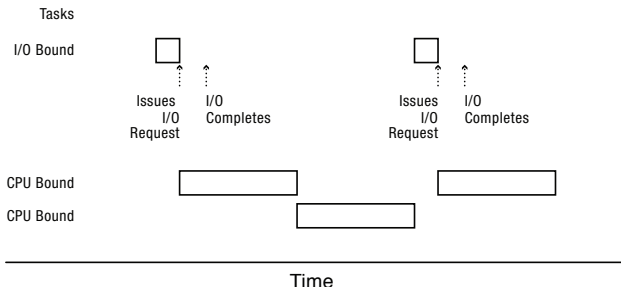 Tasks
I/O Bound
Issues
I/O
Request
I/O
Completes
Issues
I/O
Request
I/O
Completes
CPU Bound
CPU Bound
Time